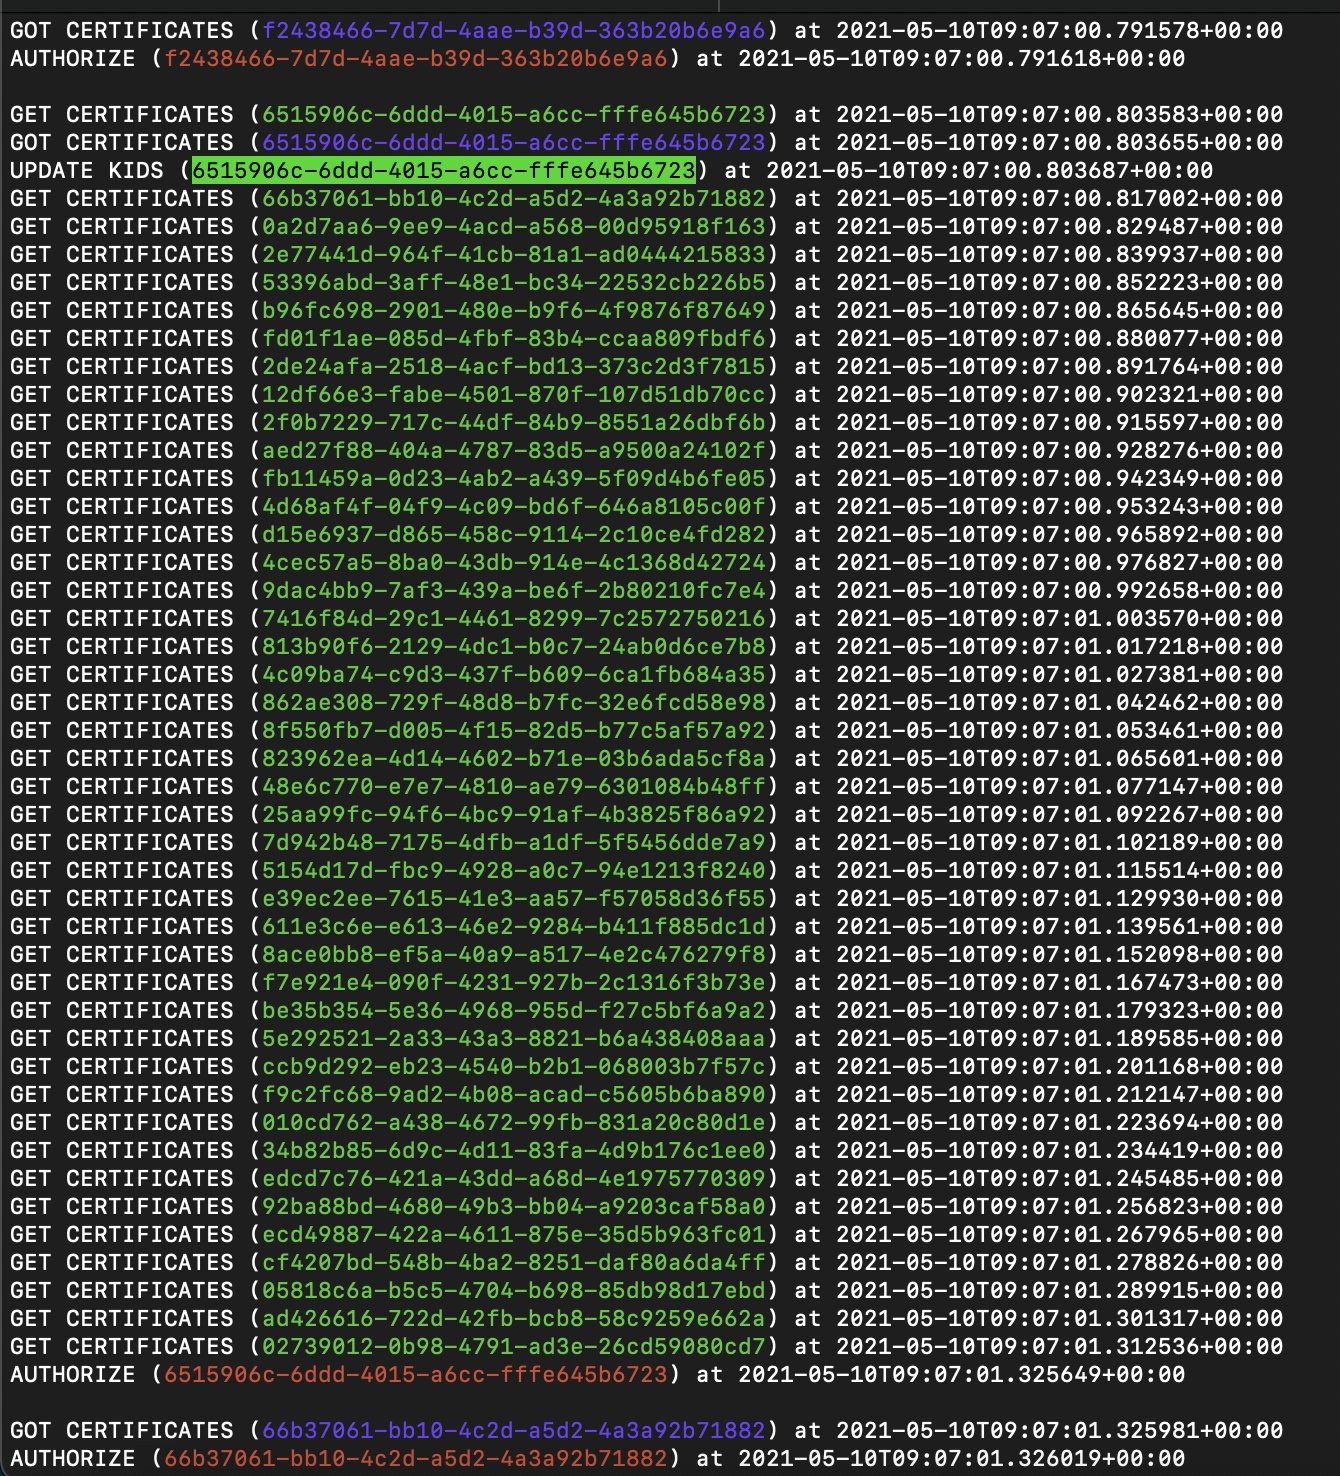 GOT CERTIFICATES (f2438466-7d7d-4aae-b39d-363b20b6e9a6) at 2021-05-10T09:07:00.791578+00:00
AUTHORIZE (f2438466-7d7d-4aae-b39d-363b20b6e9a6) at 2021-05-10T09:07:00.791618+00:00
GET CERTIFICATES (6515906c-6ddd-4015-a6cc-fffe645b6723) at 2021-05-10T09:07:00.803583+00:00
GOT CERTIFICATES (6515906c-6ddd-4015-a6cc-fffe645b6723) at 2021-05-10T09:07:00.803655+00:00
UPDATE KIDS (6515906c-6ddd-4015-a6cc-fffe645b6723) at 2021-05-10T09:07:00.803687+00:00
GET CERTIFICATES (66b37061-bb10-4c2d-a5d2-4a3a92b71882) at 2021-05-10T09:07:00.817002+00:00
GET CERTIFICATES (0a2d7aa6-9ee9-4acd-a568-00d95918f163) at 2021-05-10T09:07:00.829487+00:00
GET CERTIFICATES (2e77441d-964f-41cb-81a1-ad0444215833) at 2021-05-10T09:07:00.839937+00:00
GET CERTIFICATES (53396abd-3aff-48e1-bc34-22532cb226b5) at 2021-05-10T09:07:00.852223+00:00
GET CERTIFICATES (b96fc698-2901-480e-b9f6-4f9876f87649) at 2021-05-10T09:07:00.865645+00:00
GET CERTIFICATES (fd01f1ae-085d-4fbf-83b4-ccaa809fbdf6) at 2021-05-10T09:07:00.880077+00:00
GET CERTIFICATES (2de24afa-2518-4acf-bd13-373c2d3f7815) at 2021-05-10T09:07:00.891764+00:00
GET CERTIFICATES (12df66e3-fabe-4501-870f-107d51db70cc) at 2021-05-10T09:07:00.902321+00:00
GET CERTIFICATES (2f0b7229-717c-44df-84b9-8551a26dbf6b) at 2021-05-10T09:07:00.915597+00:00
GET CERTIFICATES (aed27f88-404a-4787-83d5-a9500a24102f) at 2021-05-10T09:07:00.928276+00:00
GET CERTIFICATES (fb11459a-0d23-4ab2-a439-5f09d4b6fe05) at 2021-05-10T09:07:00.942349+00:00
GET CERTIFICATES (4d68af4f-04f9-4c09-bd6f-646a8105c00f) at 2021-05-10T09:07:00.953243+00:00
GET CERTIFICATES (d15e6937-d865-458c-9114-2c10ce4fd282) at 2021-05-10T09:07:00.965892+00:00
GET CERTIFICATES (4cec57a5-8ba0-43db-914e-4c1368d42724) at 2021-05-10T09:07:00.976827+00:00
GET CERTIFICATES (9dac4bb9-7af3-439a-be6f-2b80210fc7e4) at 2021-05-10T09:07:00.992658+00:00
GET CERTIFICATES (7416f84d-29c1-4461-8299-7c2572750216) at 2021-05-10T09:07:01.003570+00:00
GET CERTIFICATES (813b90f6-2129-4dc1-b0c7-24ab0d6ce7b8) at 2021-05-10T09:07:01.017218+00:00
GET CERTIFICATES (4c09ba74-c9d3-437f-b609-6ca1fb684a35) at 2021-05-10T09:07:01.027381+00:00
GET CERTIFICATES (862ae308-729f-48d8-b7fc-32e6fcd58e98) at 2021-05-10T09:07:01.042462+00:00
GET CERTIFICATES (8f550fb7-d005-4f15-82d5-b77c5af57a92) at 2021-05-10T09:07:01.053461+00:00
GET CERTIFICATES (823962ea-4d14-4602-b71e-03b6ada5cf8a) at 2021-05-10T09:07:01.065601+00:00
GET CERTIFICATES (48e6c770-e7e7-4810-ae79-6301084b48ff) at 2021-05-10T09:07:01.077147+00:00
GET CERTIFICATES (25aa99fc-94f6-4bc9-91af-4b3825f86a92) at 2021-05-10T09:07:01.092267+00:00
GET CERTIFICATES (7d942b48-7175-4dfb-a1df-5f5456dde7a9) at 2021-05-10T09:07:01.102189+00:00
GET CERTIFICATES (5154d17d-fbc9-4928-a0c7-94e1213f8240) at 2021-05-10T09:07:01.115514+00:00
GET CERTIFICATES (e39ec2ee-7615-41e3-aa57-f57058d36f55) at 2021-05-10T09:07:01.129930+00:00
GET CERTIFICATES (611e3c6e-e613-46e2-9284-b411f885dc1d) at 2021-05-10T09:07:01.139561+00:00
GET CERTIFICATES (8ace0bb8-ef5a-40a9-a517-4e2c476279f8) at 2021-05-10T09:07:01.152098+00:00
GET CERTIFICATES (f7e921e4-090f-4231-927b-2c1316f3b73e) at 2021-05-10T09:07:01.167473+00:00
GET CERTIFICATES (be35b354-5e36-4968-955d-f27c5bf6a9a2) at 2021-05-10T09:07:01.179323+00:00
GET CERTIFICATES (5e292521-2a33-43a3-8821-b6a438408aaa) at 2021-05-10T09:07:01.189585+00:00
GET CERTIFICATES (ccb9d292-eb23-4540-b2b1-068003b7f57c) at 2021-05-10T09:07:01.201168+00:00
GET CERTIFICATES (f9c2fc68-9ad2-4b08-acad-c5605b6ba890) at 2021-05-10T09:07:01.212147+00:00
GET CERTIFICATES (010cd762-a438-4672-99fb-831a20c80d1e) at 2021-05-10T09:07:01.223694+00:00
GET CERTIFICATES (34b82b85-6d9c-4d11-83fa-4d9b176c1ee0) at 2021-05-10T09:07:01.234419+00:00
GET CERTIFICATES (edcd7c76-421a-43dd-a68d-4e1975770309) at 2021-05-10T09:07:01.245485+00:00
GET CERTIFICATES (92ba88bd-4680-49b3-bb04-a9203caf58a0) at 2021-05-10T09:07:01.256823+00:00
GET CERTIFICATES (ecd49887-422a-4611-875e-35d5b963fc01) at 2021-05-10T09:07:01.267965+00:00
GET CERTIFICATES (cf4207bd-548b-4ba2-8251-daf80a6da4ff) at 2021-05-10T09:07:01.278826+00:00
GET CERTIFICATES (05818c6a-b5c5-4704-b698-85db98d17ebd) at 2021-05-10T09:07:01.289915+00:00
GET CERTIFICATES (ad426616-722d-42fb-bcb8-58c9259e662a) at 2021-05-10T09:07:01.301317+00:00
GET CERTIFICATES (02739012-0b98-4791-ad3e-26cd59080cd7) at 2021-05-10T09:07:01.312536+00:00
AUTHORIZE (6515906c-6ddd-4015-a6cc-fffe645b6723) at 2021-05-10T09:07:01.325649+00:00
GOT CERTIFICATES (66b37061-bb10-4c2d-a5d2-4a3a92b71882) at 2021-05-10T09:07:01.325981+00:00
AUTHORIZE (66b37061-bb10-4c2d-a5d2-4a3a92b71882) at 2021-05-10T09:07:01.326019+00:00